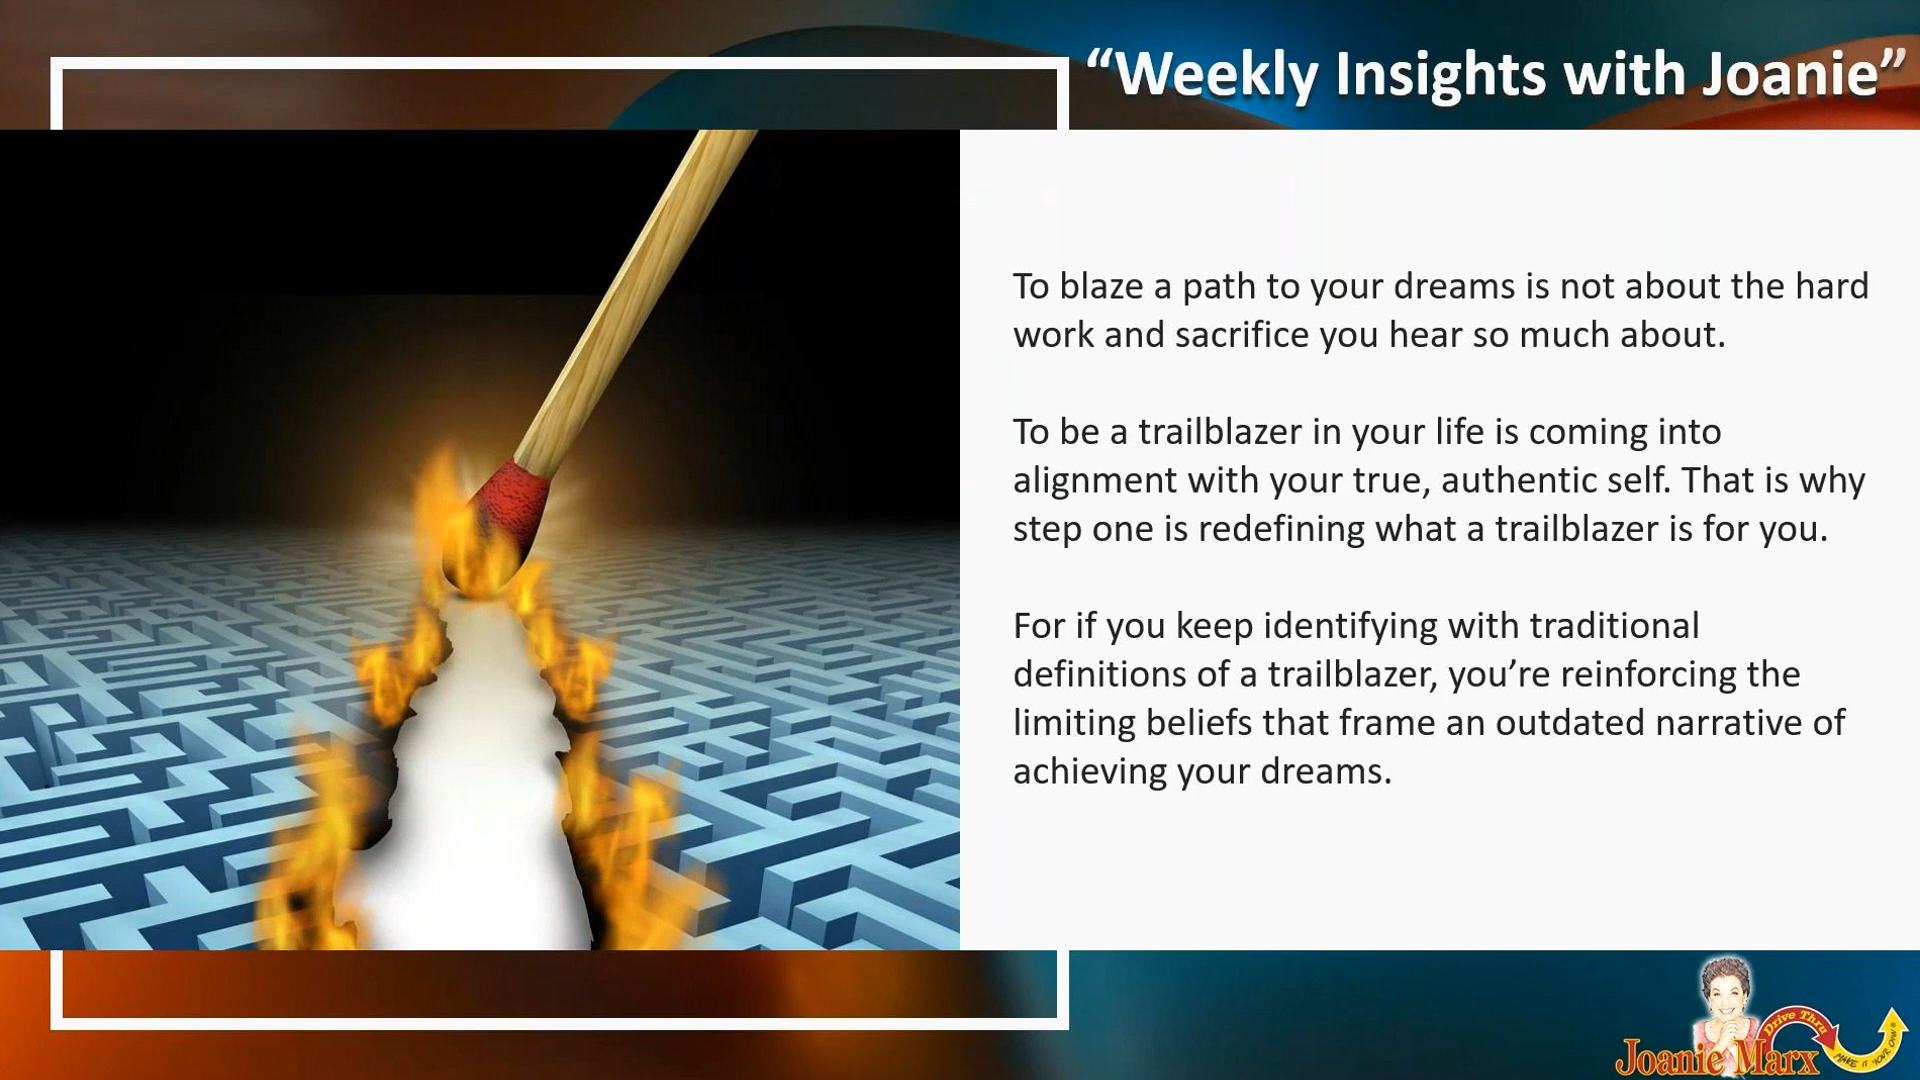 “Weekly Insights with Joanie”
To blaze a path to your dreams is not about the hard
work and sacrifice you hear so much about.
To be a trailblazer in your life is coming into
alignment with your true, authentic self. That is why
step one is redefining what a trailblazer is for you.
For if you keep identifying with traditional
definitions of a trailblazer, you’re reinforcing the
limiting beliefs that frame an outdated narrative of
achieving your dreams.
Drive Thru
Joanie Marx
MAKE IT YOUR OWN®